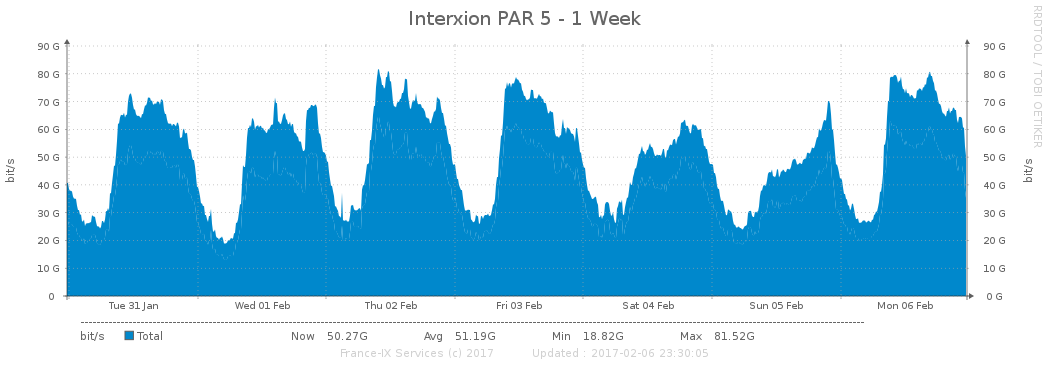 Interxion PAR 5 - 1 Week
RRDTOOL / TOBI OETIKER
90 G 90 G
80 G 80 G
70 G 70 G
60 G 60 G
50 G 50 G
40 G 40 G
30 G 30 G
20 G 20 G
10 G 10 G
0 0 G
bit/s bit/s
Tue 31 Jan Wed 01 Feb Thu 02 Feb Fri 03 Feb Sat 04 Feb Sun 05 Feb Mon 06 Feb
bit/s Total Now 50.27G Avg 51.19G Min 18.82G Max 81.52G
France-IX Services (c) 2017 Updated : 2017-02-06 23:30:05